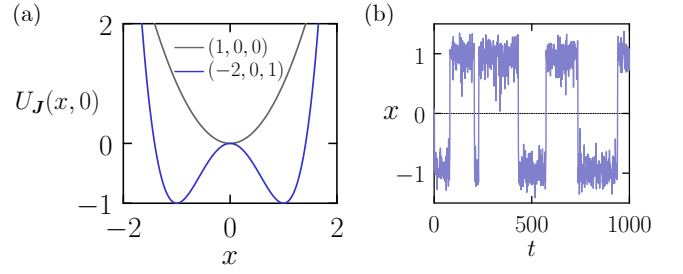 (a)
2
(1, 0, 0)
(−2, 0, 1)
U_J(x, 0)
0
−1
−2 0 2
x
(b)
1
x 0
−1
0 500 1000
t